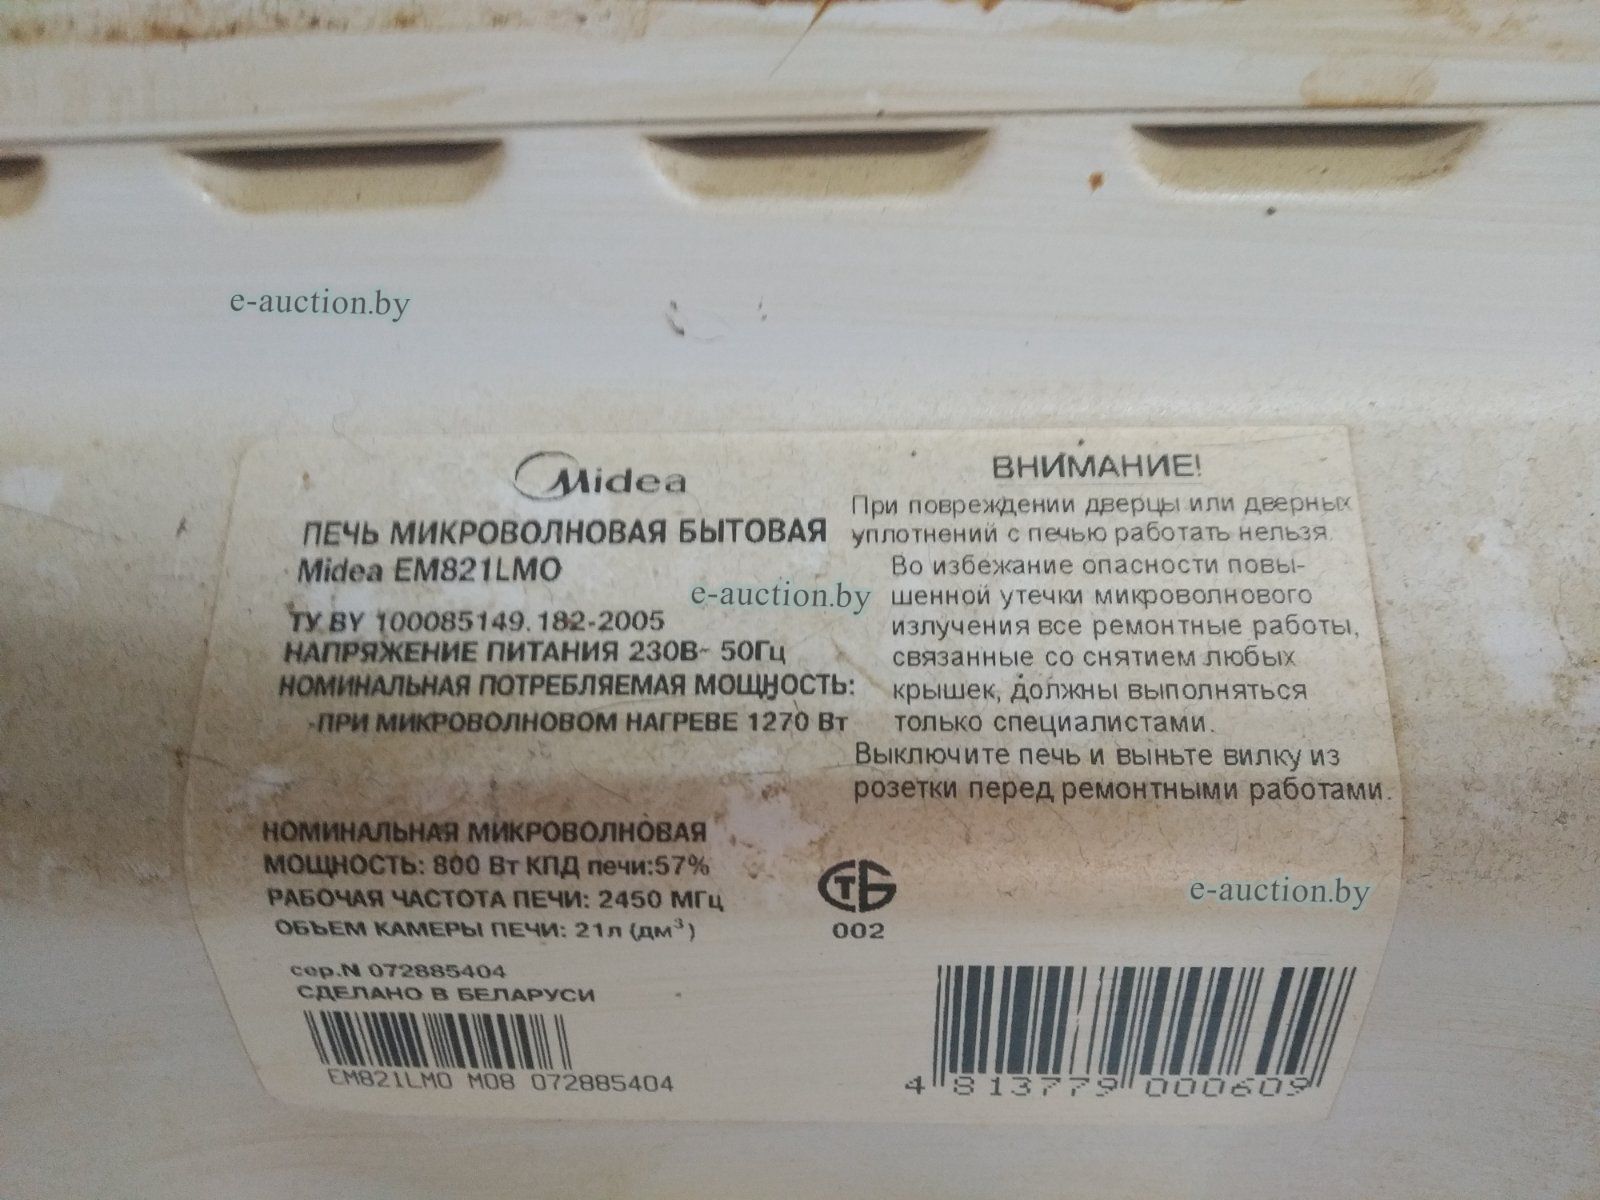 e-auction.by
Midea
ПЕЧЬ МИКРОВОЛНОВАЯ БЫТОВАЯ
Midea EM821LMO
e-auction.by
ТУ BY 100085149.182-2005
НАПРЯЖЕНИЕ ПИТАНИЯ 230В~ 50Гц
НОМИНАЛЬНАЯ ПОТРЕБЛЯЕМАЯ МОЩНОСТЬ:
-ПРИ МИКРОВОЛНОВОМ НАГРЕВЕ 1270 Вт
НОМИНАЛЬНАЯ МИКРОВОЛНОВАЯ
МОЩНОСТЬ: 800 Вт КПД печи:57%
РАБОЧАЯ ЧАСТОТА ПЕЧИ: 2450 МГц
ОБЪЕМ КАМЕРЫ ПЕЧИ: 21л (дм³)
сер.N 072885404
СДЕЛАНО В БЕЛАРУСИ
EM821LMO M08 072885404
ВНИМАНИЕ!
При повреждении дверцы или дверных
уплотнений с печью работать нельзя.
Во избежание опасности повы-
шенной утечки микроволнового
излучения все ремонтные работы,
связанные со снятием любых
крышек, должны выполняться
только специалистами.
Выключите печь и выньте вилку из
розетки перед ремонтными работами.
СТБ
002
e-auction.by
4 813779 000609